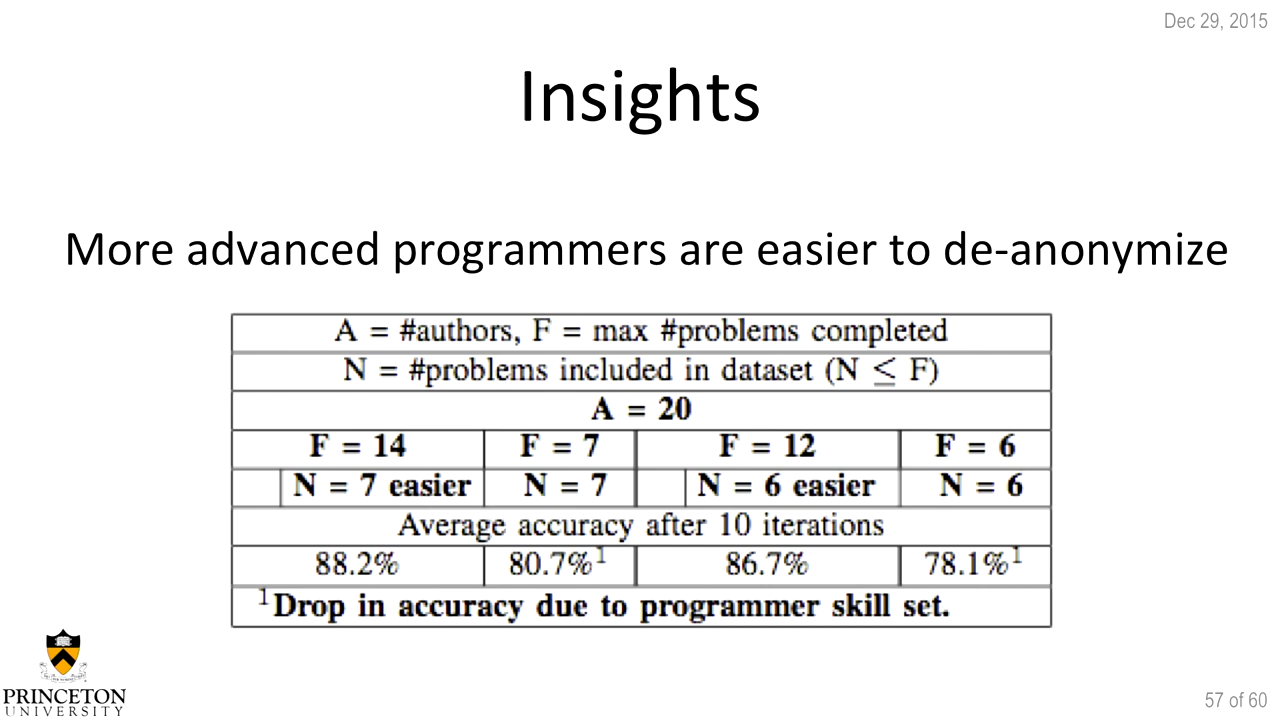 Dec 29, 2015
Insights
More advanced programmers are easier to de-anonymize
A = #authors, F = max #problems completed
N = #problems included in dataset (N ≤ F)
A = 20
F = 14 F = 7 F = 12 F = 6
N = 7 easier N = 7 N = 6 easier N = 6
Average accuracy after 10 iterations
88.2% 80.7%¹ 86.7% 78.1%¹
¹Drop in accuracy due to programmer skill set.
PRINCETON
UNIVERSITY
57 of 60